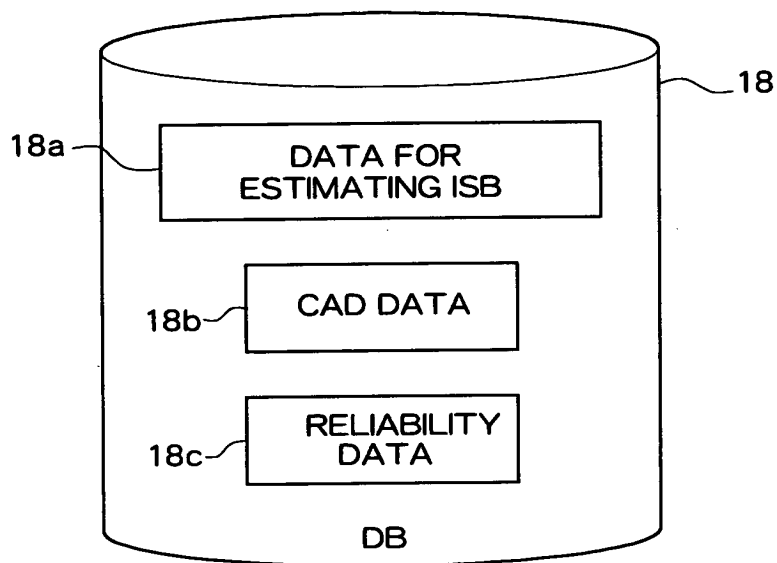 18
18a
DATA FOR
ESTIMATING ISB
18b
CAD DATA
18c
RELIABILITY
DATA
DB